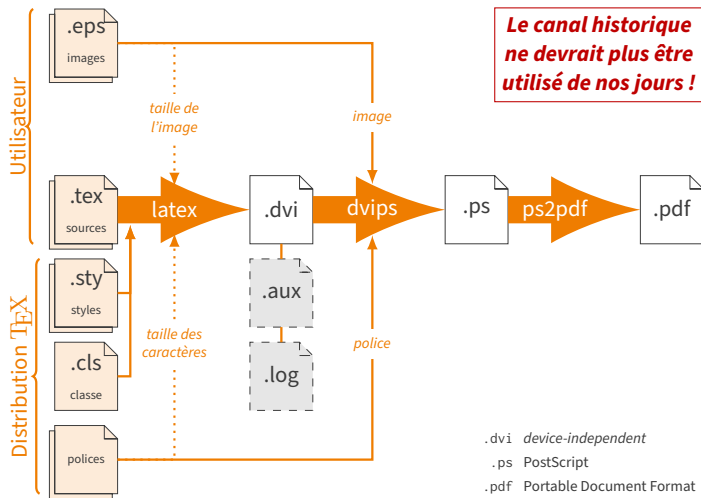 .eps
images
Le canal historique
ne devrait plus être
utilisé de nos jours !
Utilisateur
taille de
l'image
image
.tex
sources
latex
.dvi
dvips
.ps
ps2pdf
.pdf
Distribution TEX
.sty
styles
.aux
taille des
caractères
police
.cls
classe
.log
polices
.dvi device-independent
.ps PostScript
.pdf Portable Document Format